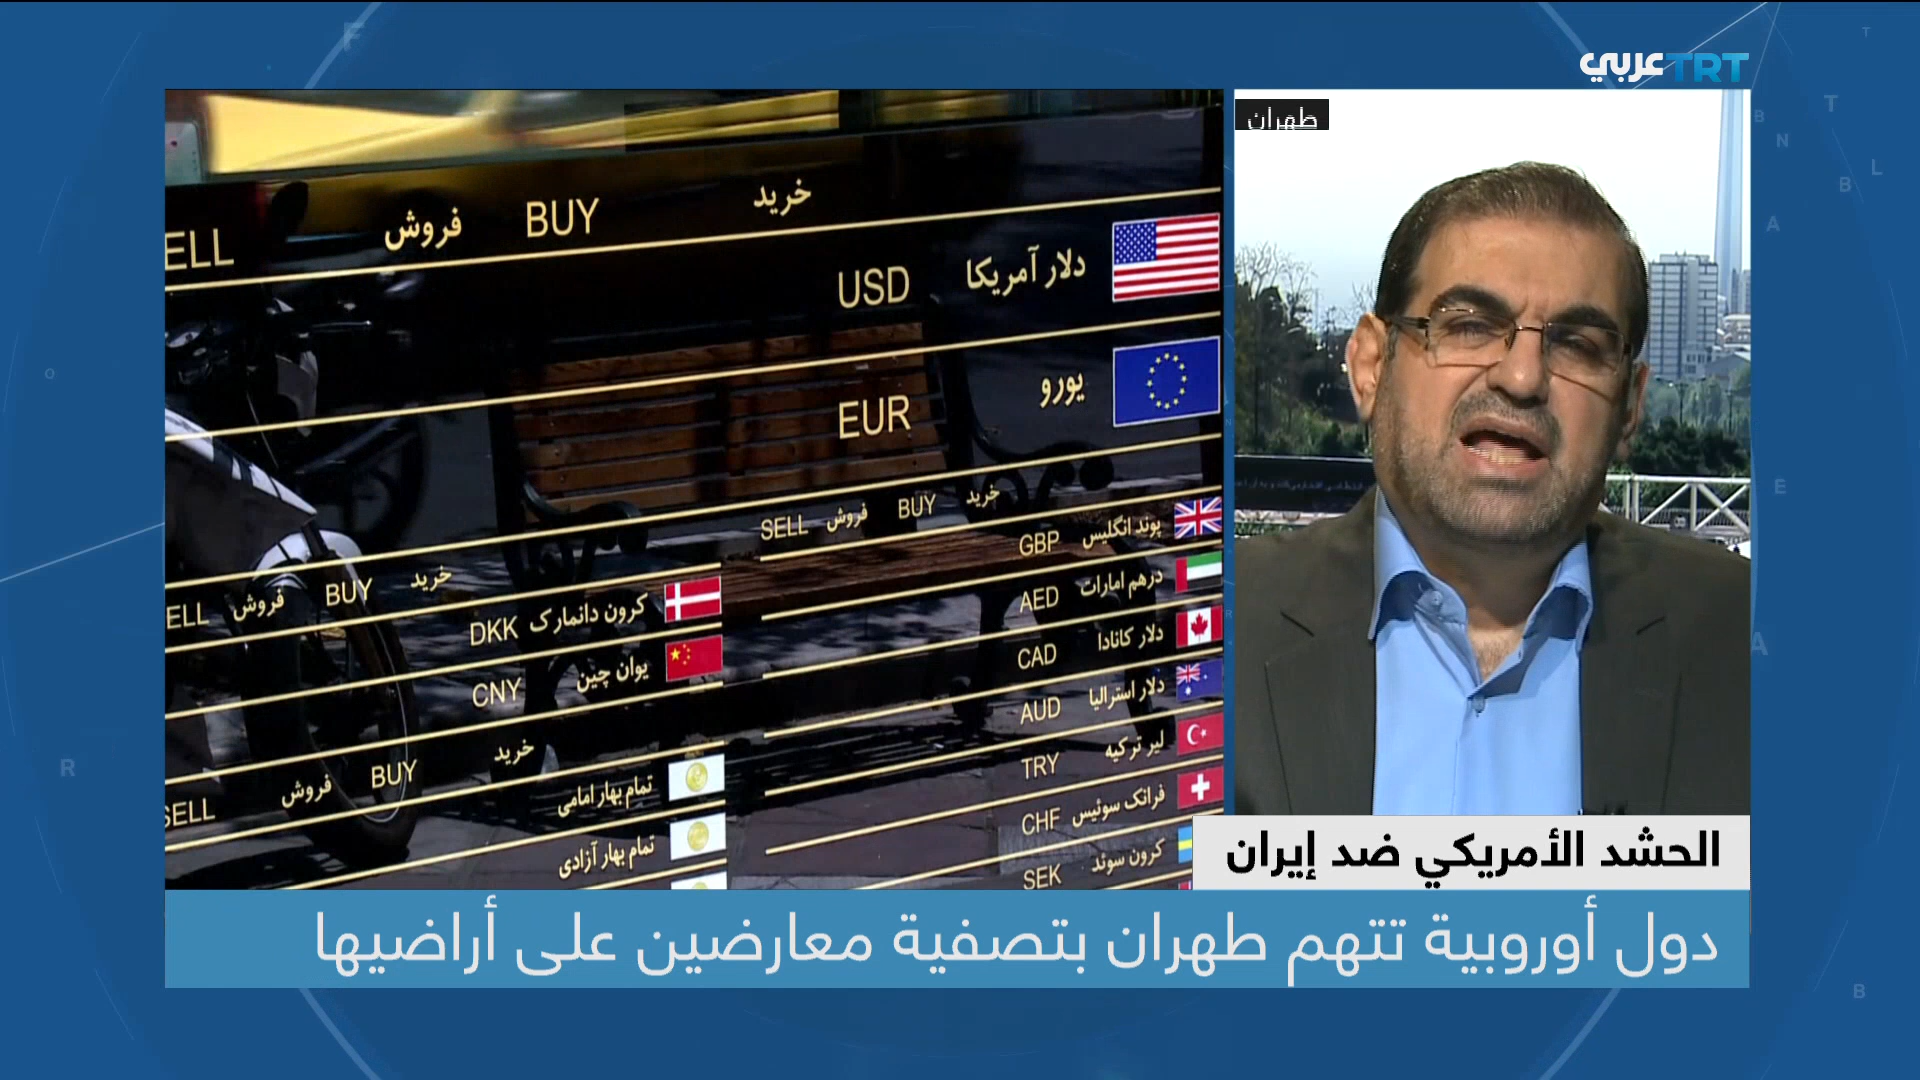 TRT عربي
طهران
SELL فروش BUY خرید
USD دلار آمریکا
EUR یورو
SELL فروش BUY خرید
GBP پوند انگلیس
AED درهم امارات
CAD دلار کانادا
AUD دلار استرالیا
TRY لیر ترکیه
CHF فرانک سوئیس
SEK کرون سوئد
ELL فروش BUY خرید
DKK کرون دانمارک
CNY یوان چین
SELL فروش BUY خرید
تمام بهار امامی
تمام بهار آزادی
الحشد الأمريكي ضد إيران
دول أوروبية تتهم طهران بتصفية معارضين على أراضيها